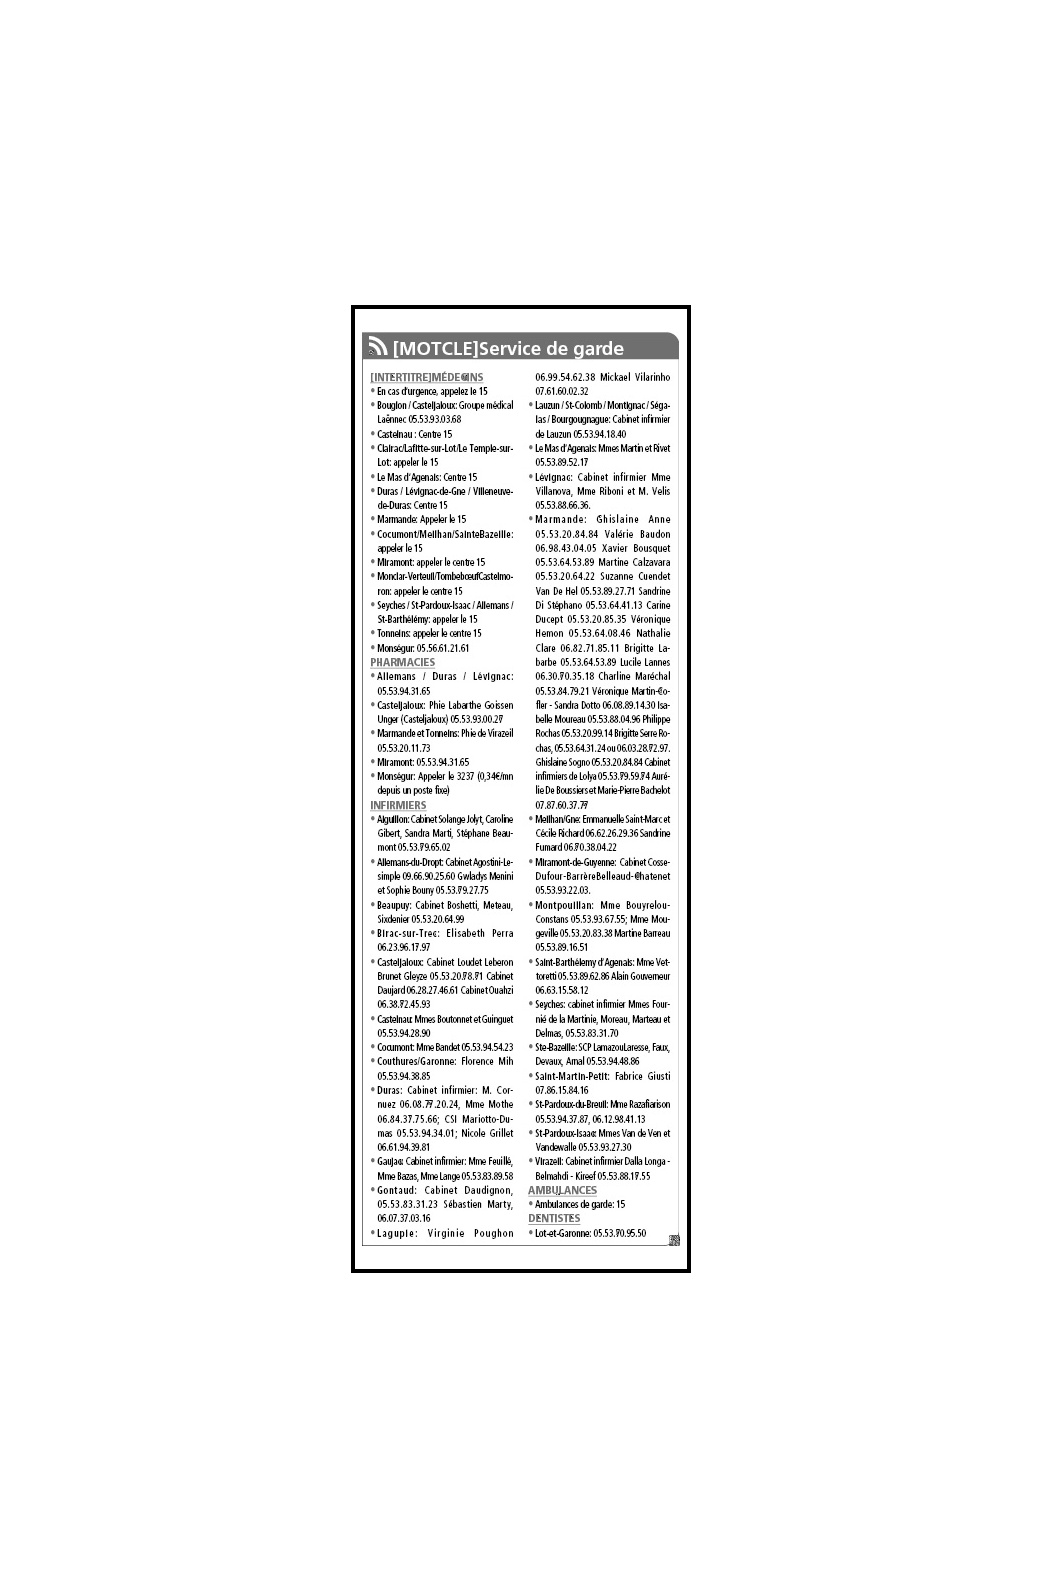 [MOTCLE]Service de garde
[INTERTITRE]MÉDECINS
• En cas d'urgence, appelez le 15
• Bouglon / Casteljaloux: Groupe médical
Laënnec 05.53.93.03.68
• Castelnau : Centre 15
• Clairac/Lafitte-sur-Lot/Le Temple-sur-
Lot: appeler le 15
• Le Mas d'Agenais: Centre 15
• Duras / Lévignac-de-Gne / Villeneuve-
de-Duras: Centre 15
• Marmande: Appeler le 15
• Cocumont/Meilhan/SainteBazeille:
appeler le 15
• Miramont: appeler le centre 15
• Monclar-Verteuil/TombebœufCastelmo-
ron: appeler le centre 15
• Seyches / St-Pardoux-Isaac / Allemans /
St-Barthélémy: appeler le 15
• Tonneins: appeler le centre 15
• Monségur: 05.56.61.21.61
PHARMACIES
• Allemans / Duras / Lévignac:
05.53.94.31.65
• Casteljaloux: Phie Labarthe Goissen
Unger (Casteljaloux) 05.53.93.00.27
• Marmande et Tonneins: Phie de Virazeil
05.53.20.11.73
• Miramont: 05.53.94.31.65
• Monségur: Appeler le 3237 (0,34€/mn
depuis un poste fixe)
INFIRMIERS
• Aiguillon: Cabinet Solange Jolyt, Caroline
Gibert, Sandra Marti, Stéphane Beau-
mont 05.53.79.65.02
• Allemans-du-Dropt: Cabinet Agostini-Le-
simple 09.66.90.25.60 Gwladys Menini
et Sophie Bouny 05.53.79.27.75
• Beaupuy: Cabinet Boshetti, Meteau,
Sixdenier 05.53.20.64.99
• Birac-sur-Trec: Elisabeth Perra
06.23.96.17.97
• Casteljaloux: Cabinet Loudet Leberon
Brunet Gleyze 05.53.20.78.71 Cabinet
Daujard 06.28.27.46.61 Cabinet Ouahzi
06.38.72.45.93
• Castelnau: Mmes Boutonnet et Guinguet
05.53.94.28.90
• Cocumont: Mme Bandet 05.53.94.54.23
• Couthures/Garonne: Florence Mih
05.53.94.38.85
• Duras: Cabinet infirmier: M. Cor-
nuez 06.08.77.20.24, Mme Mothe
06.84.37.75.66; CSI Mariotto-Du-
mas 05.53.94.34.01; Nicole Grillet
06.61.94.39.81
• Gaujac: Cabinet infirmier: Mme Feuillé,
Mme Bazas, Mme Lange 05.53.83.89.58
• Gontaud: Cabinet Daudignon,
05.53.83.31.23 Sébastien Marty,
06.07.37.03.16
• Lagupie: Virginie Poughon
06.99.54.62.38 Mickael Vilarinho
07.61.60.02.32
• Lauzun / St-Colomb / Montignac / Séga-
las / Bourgougnague: Cabinet infirmier
de Lauzun 05.53.94.18.40
• Le Mas d'Agenais: Mmes Martin et Rivet
05.53.89.52.17
• Lévignac: Cabinet infirmier Mme
Villanova, Mme Riboni et M. Velis
05.53.88.66.36.
• Marmande: Ghislaine Anne
05.53.20.84.84 Valérie Baudon
06.98.43.04.05 Xavier Bousquet
05.53.64.53.89 Martine Calzavara
05.53.20.64.22 Suzanne Cuendet
Van De Hel 05.53.89.27.71 Sandrine
Di Stéphano 05.53.64.41.13 Carine
Ducept 05.53.20.85.35 Véronique
Hemon 05.53.64.08.46 Nathalie
Clare 06.82.71.85.11 Brigitte La-
barbe 05.53.64.53.89 Lucile Lannes
06.30.70.35.18 Charline Maréchal
05.53.84.79.21 Véronique Martin-Co-
fler - Sandra Dotto 06.08.89.14.30 Isa-
belle Moureau 05.53.88.04.96 Philippe
Rochas 05.53.20.99.14 Brigitte Serre Ro-
chas, 05.53.64.31.24 ou 06.03.28.72.97.
Ghislaine Sogno 05.53.20.84.84 Cabinet
infirmiers de Lolya 05.53.79.59.74 Auré-
lie De Boussiers et Marie-Pierre Bachelot
07.87.60.37.77
• Meilhan/Gne: Emmanuelle Saint-Marc et
Cécile Richard 06.62.26.29.36 Sandrine
Fumard 06.70.38.04.22
• Miramont-de-Guyenne: Cabinet Cosse-
Dufour-BarrèreBelleaud-Chatenet
05.53.93.22.03.
• Montpouillan: Mme Bouyrelou-
Constans 05.53.93.67.55; Mme Mou-
geville 05.53.20.83.38 Martine Barreau
05.53.89.16.51
• Saint-Barthélemy d'Agenais: Mme Vet-
toretti 05.53.89.62.86 Alain Gouverneur
06.63.15.58.12
• Seyches: cabinet infirmier Mmes Four-
nié de la Martinie, Moreau, Marteau et
Delmas, 05.53.83.31.70
• Ste-Bazeille: SCP LamazouLaresse, Faux,
Devaux, Amal 05.53.94.48.86
• Saint-Martin-Petit: Fabrice Giusti
07.86.15.84.16
• St-Pardoux-du-Breuil: Mme Razafiarison
05.53.94.37.87, 06.12.98.41.13
• St-Pardoux-Isaac: Mmes Van de Ven et
Vandewalle 05.53.93.27.30
• Virazeil: Cabinet infirmier Dalla Longa -
Belmahdi - Kireef 05.53.88.17.55
AMBULANCES
• Ambulances de garde: 15
DENTISTES
• Lot-et-Garonne: 05.53.70.95.50